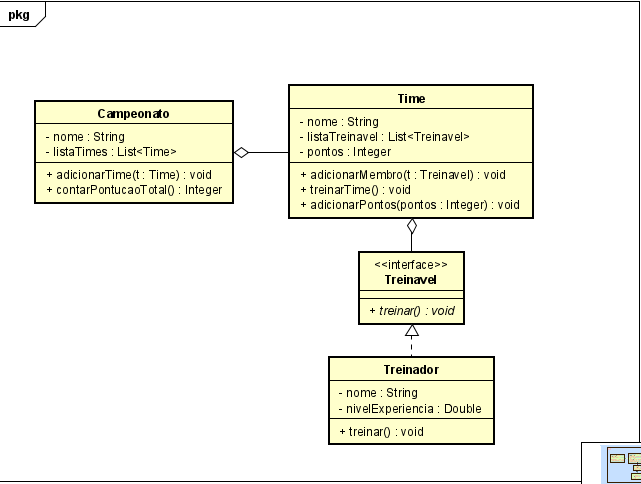 pkg
Campeonato
- nome : String
- listaTimes : List<Time>
+ adicionarTime(t : Time) : void
+ contarPontucaoTotal() : Integer
Time
- nome : String
- listaTreinavel : List<Treinavel>
- pontos : Integer
+ adicionarMembro(t : Treinavel) : void
+ treinarTime() : void
+ adicionarPontos(pontos : Integer) : void
<<interface>>
Treinavel
+ treinar() : void
Treinador
- nome : String
- nivelExperiencia : Double
+ treinar() : void